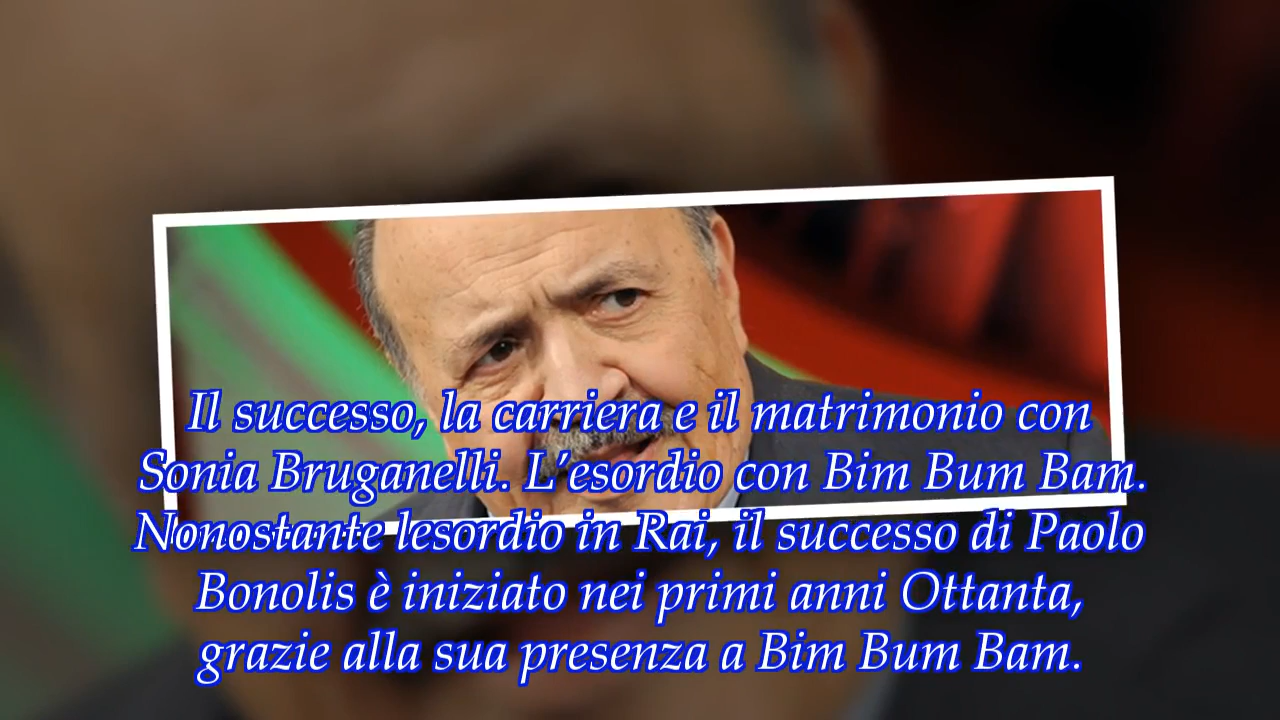 Il successo, la carriera e il matrimonio con
Sonia Bruganelli. L’esordio con Bim Bum Bam.
Nonostante lesordio in Rai, il successo di Paolo
Bonolis è iniziato nei primi anni Ottanta,
grazie alla sua presenza a Bim Bum Bam.